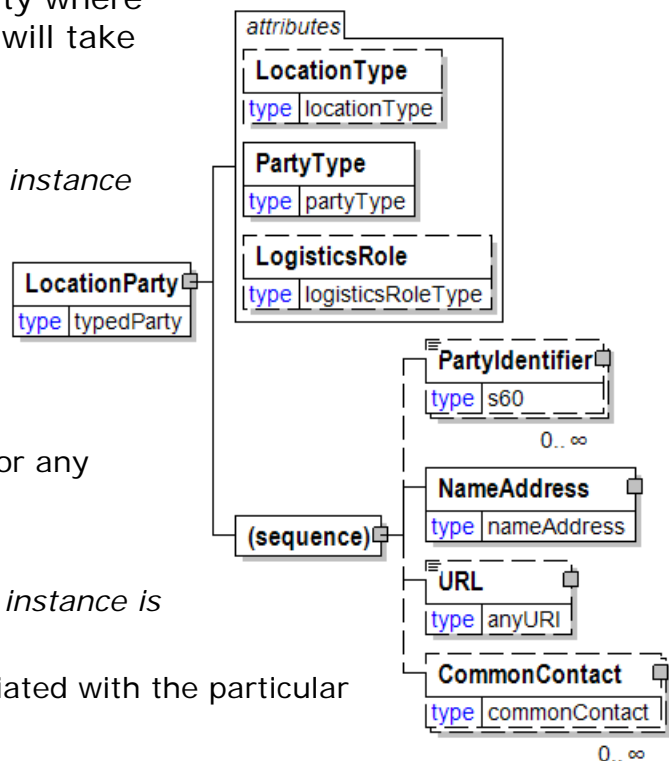 ty where
will take
instance
or any
instance is
iated with the particular
attributes
LocationType
type locationType
PartyType
type partyType
LogisticsRole
type logisticsRoleType
LocationParty
type typedParty
(sequence)
PartyIdentifier
type s60
0.. ∞
NameAddress
type nameAddress
URL
type anyURI
CommonContact
type commonContact
0.. ∞